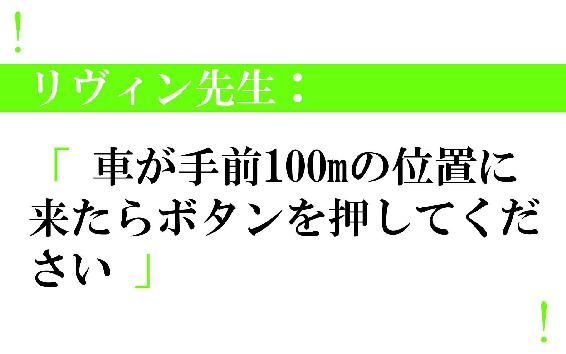 !
リヴィン先生：
「 車が手前100mの位置に
来たらボタンを押してくだ
さい 」
!